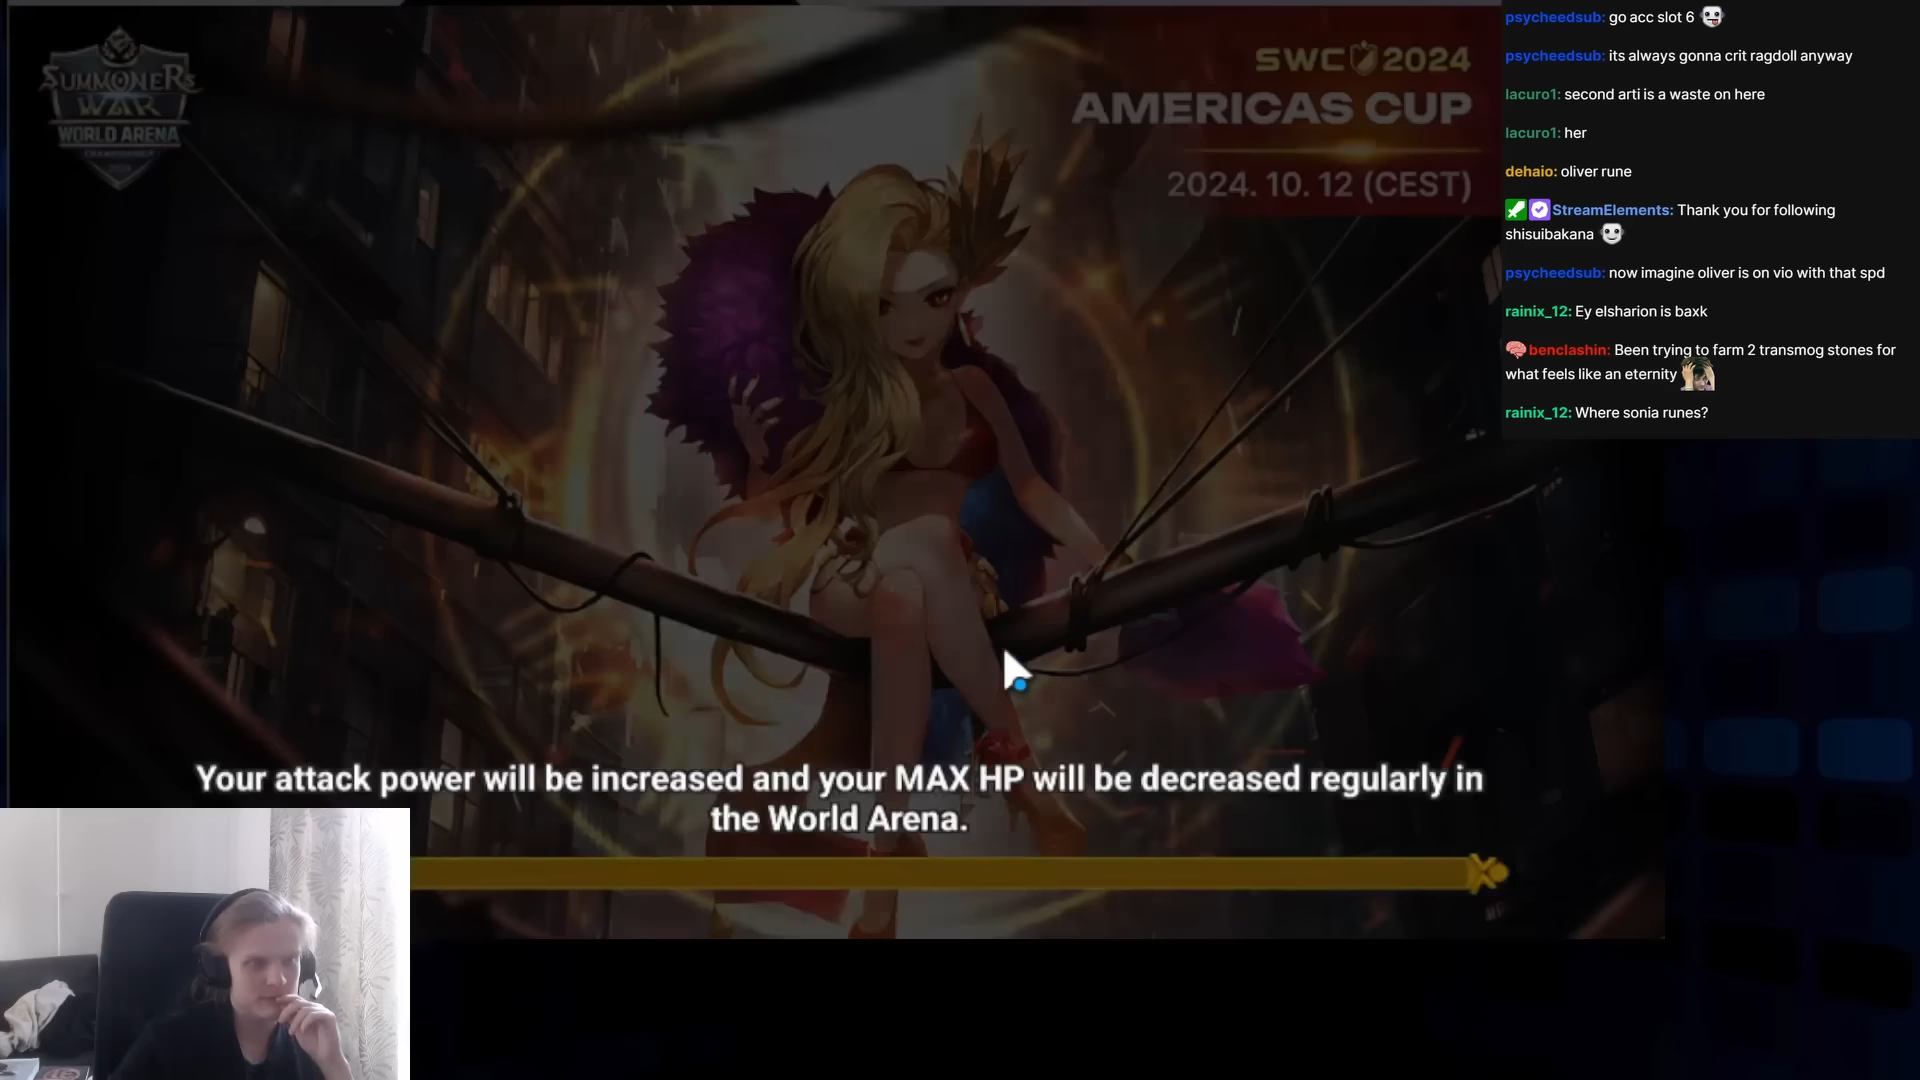 SUMMONERS
WAR
WORLD ARENA
CHAMPIONSHIP
SWC 2024
AMERICAS CUP
2024. 10. 12 (CEST)
Your attack power will be increased and your MAX HP will be decreased regularly in
the World Arena.
psycheedsub: go acc slot 6
psycheedsub: its always gonna crit ragdoll anyway
lacuro1: second arti is a waste on here
lacuro1: her
dehaio: oliver rune
StreamElements: Thank you for following
shisuibakana
psycheedsub: now imagine oliver is on vio with that spd
rainix_12: Ey elsharion is baxk
benclashin: Been trying to farm 2 transmog stones for
what feels like an eternity
rainix_12: Where sonia runes?